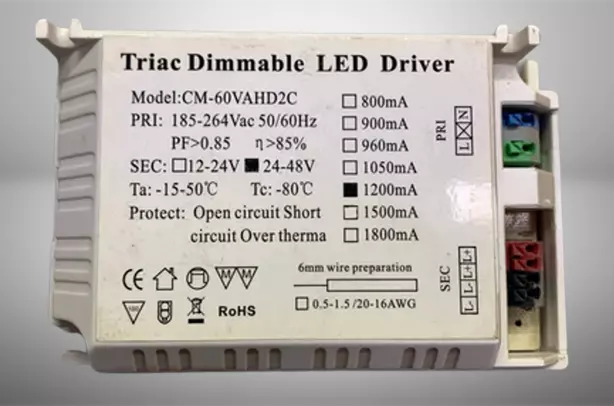 Triac Dimmable LED Driver
Model:CM-60VAHD2C
PRI: 185-264Vac 50/60Hz
PF>0.85 η>85%
SEC: □12-24V ■24-48V
Ta: -15-50℃ Tc: -80℃
Protect: Open circuit Short
circuit Over therma
□ 800mA
□ 900mA
□ 960mA
□ 1050mA
■ 1200mA
□ 1500mA
□ 1800mA
PRI
L N
SEC
L- L- L+ L+
6mm wire preparation
□ 0.5-1.5 /20-16AWG
CE M M
RoHS